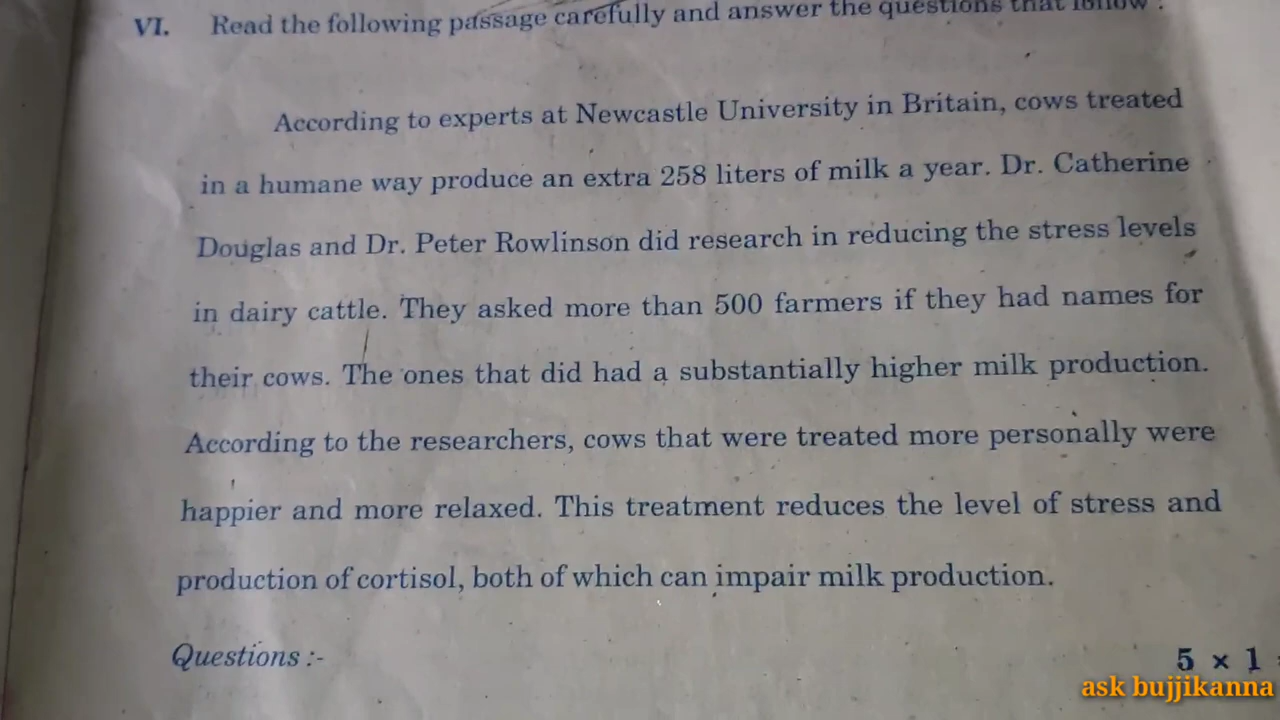 VI. Read the following passage carefully and answer the questions that follow :
According to experts at Newcastle University in Britain, cows treated
in a humane way produce an extra 258 liters of milk a year. Dr. Catherine
Douglas and Dr. Peter Rowlinson did research in reducing the stress levels
in dairy cattle. They asked more than 500 farmers if they had names for
their cows. The ones that did had a substantially higher milk production.
According to the researchers, cows that were treated more personally were
happier and more relaxed. This treatment reduces the level of stress and
production of cortisol, both of which can impair milk production.
Questions :-
5 × 1
ask bujjikanna